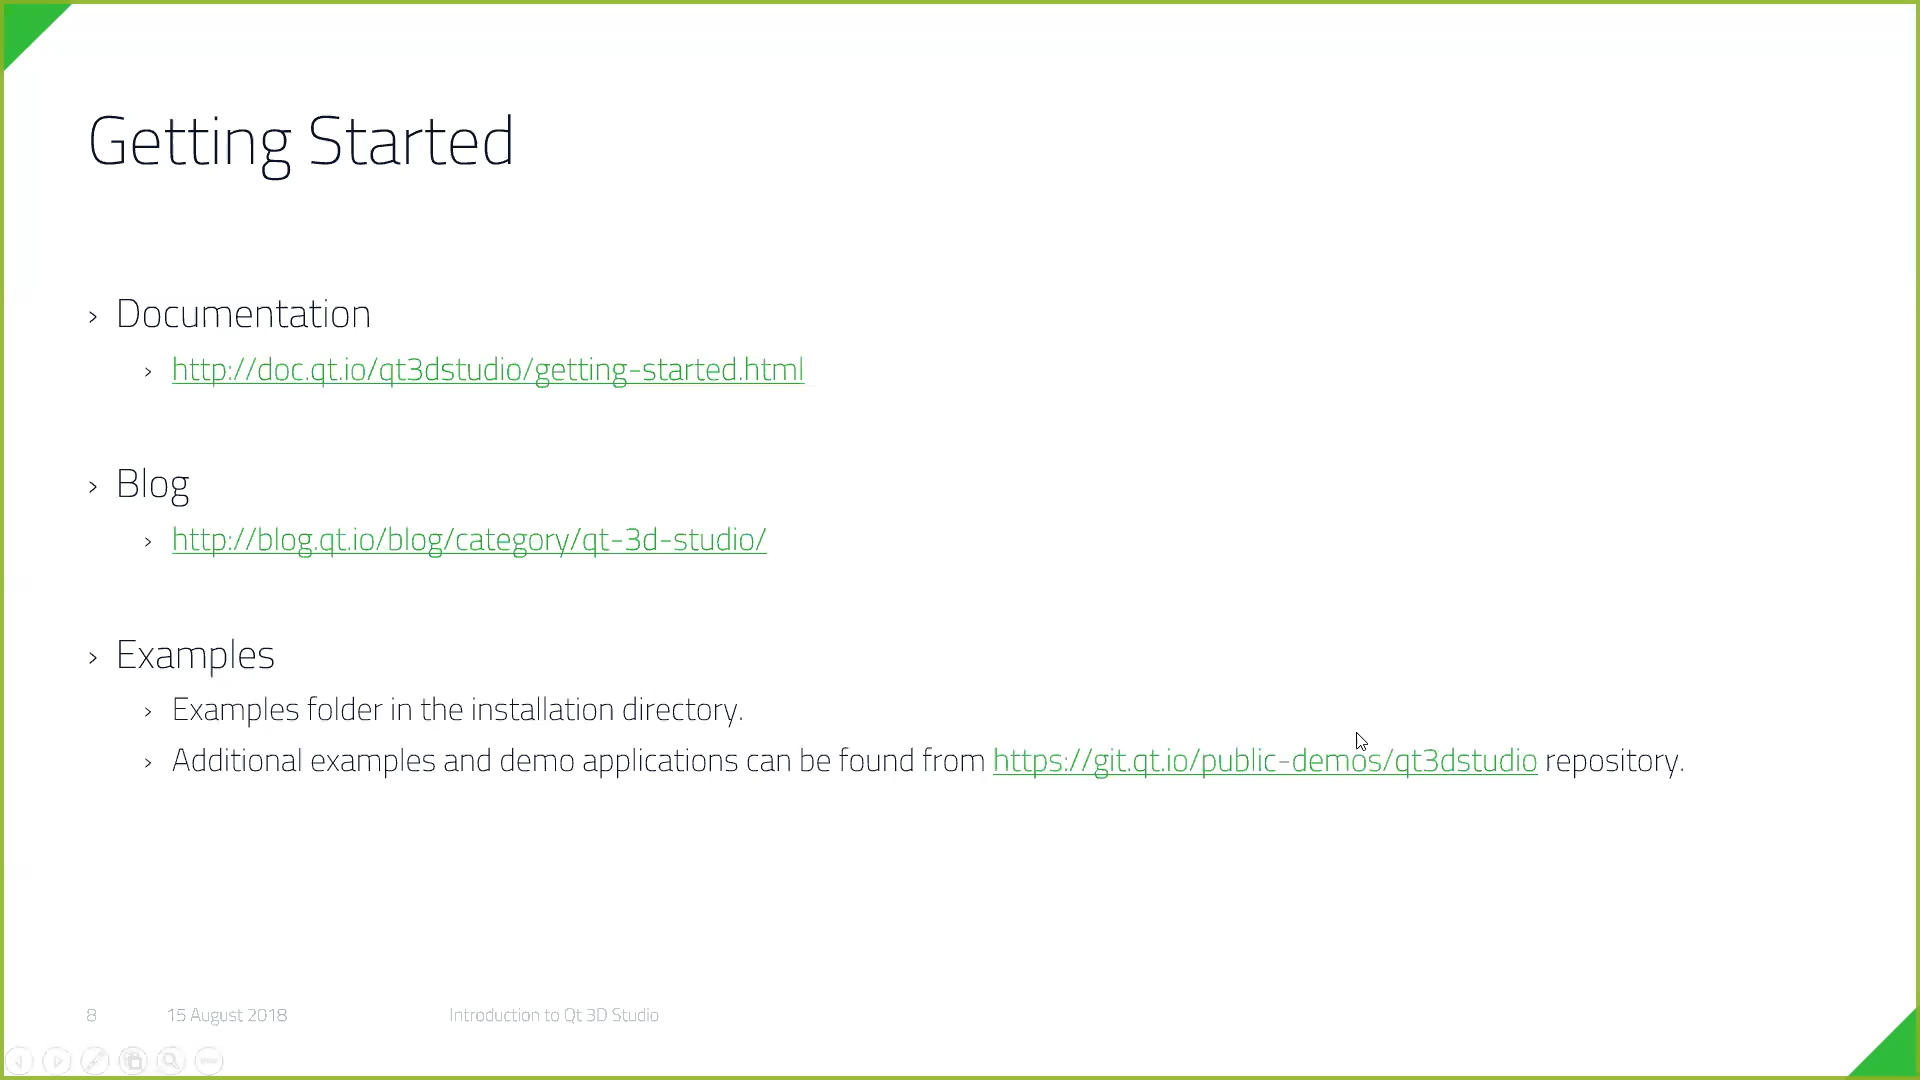 Getting Started
› Documentation
› http://doc.qt.io/qt3dstudio/getting-started.html
› Blog
› http://blog.qt.io/blog/category/qt-3d-studio/
› Examples
› Examples folder in the installation directory.
› Additional examples and demo applications can be found from https://git.qt.io/public-demos/qt3dstudio repository.
8 15 August 2018 Introduction to Qt 3D Studio